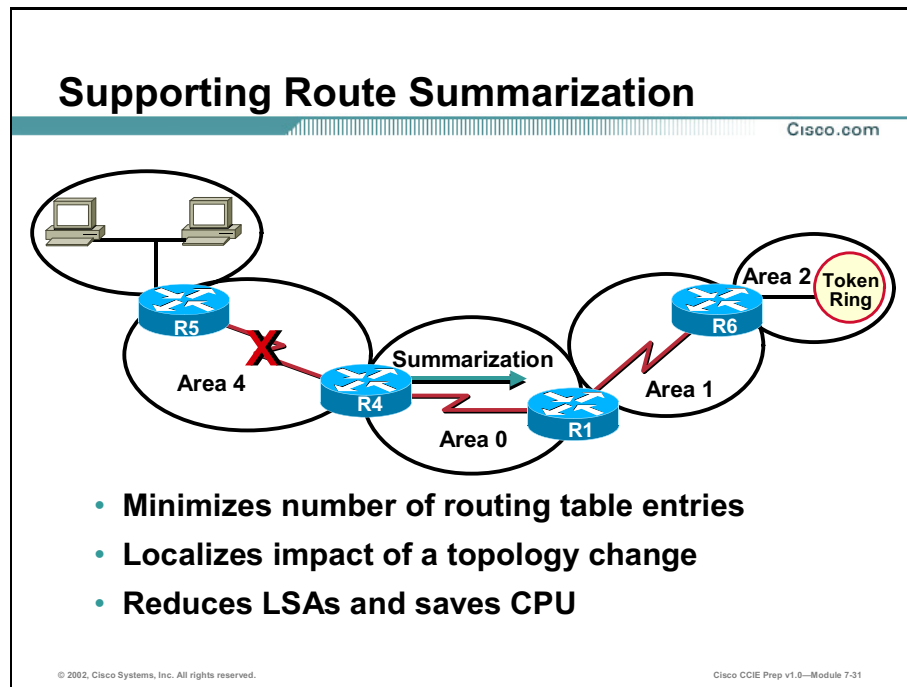 Supporting Route Summarization
Cisco.com
R5
Area 4
X
R4
Summarization
Area 0
R1
Area 1
R6
Area 2
Token
Ring
• Minimizes number of routing table entries
• Localizes impact of a topology change
• Reduces LSAs and saves CPU
© 2002, Cisco Systems, Inc. All rights reserved.
Cisco CCIE Prep v1.0—Module 7-31